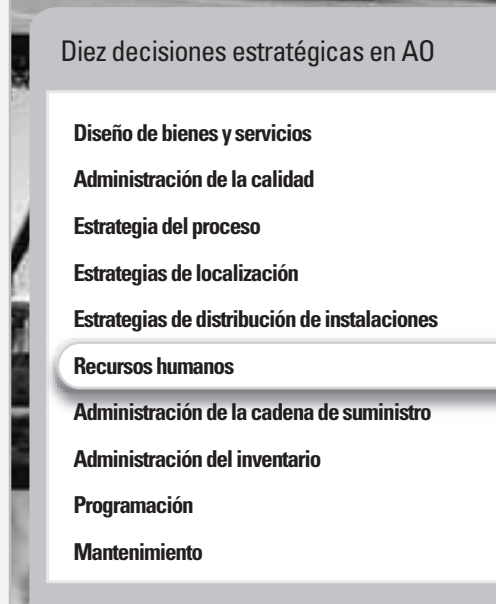 Diez decisiones estratégicas en AO
Diseño de bienes y servicios
Administración de la calidad
Estrategia del proceso
Estrategias de localización
Estrategias de distribución de instalaciones
Recursos humanos
Administración de la cadena de suministro
Administración del inventario
Programación
Mantenimiento